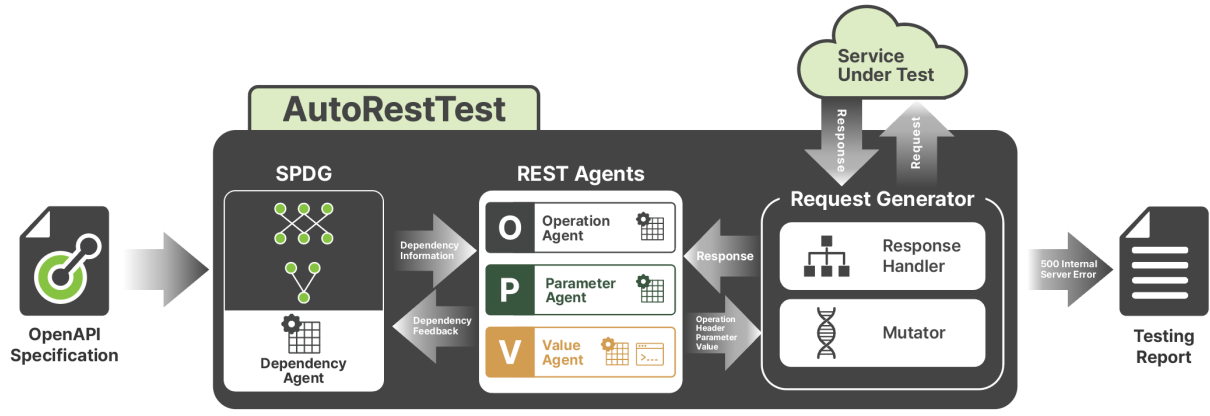 Service
Under Test
AutoRestTest
Response
Request
SPDG
REST Agents
Request Generator
O
Operation
Agent
Dependency
Information
Response
Response
Handler
500 Internal
Server Error
P
Parameter
Agent
Dependency
Feedback
Operation
Header
Parameter
Value
Mutator
V
Value
Agent
>...
Dependency
Agent
OpenAPI
Specification
Testing
Report